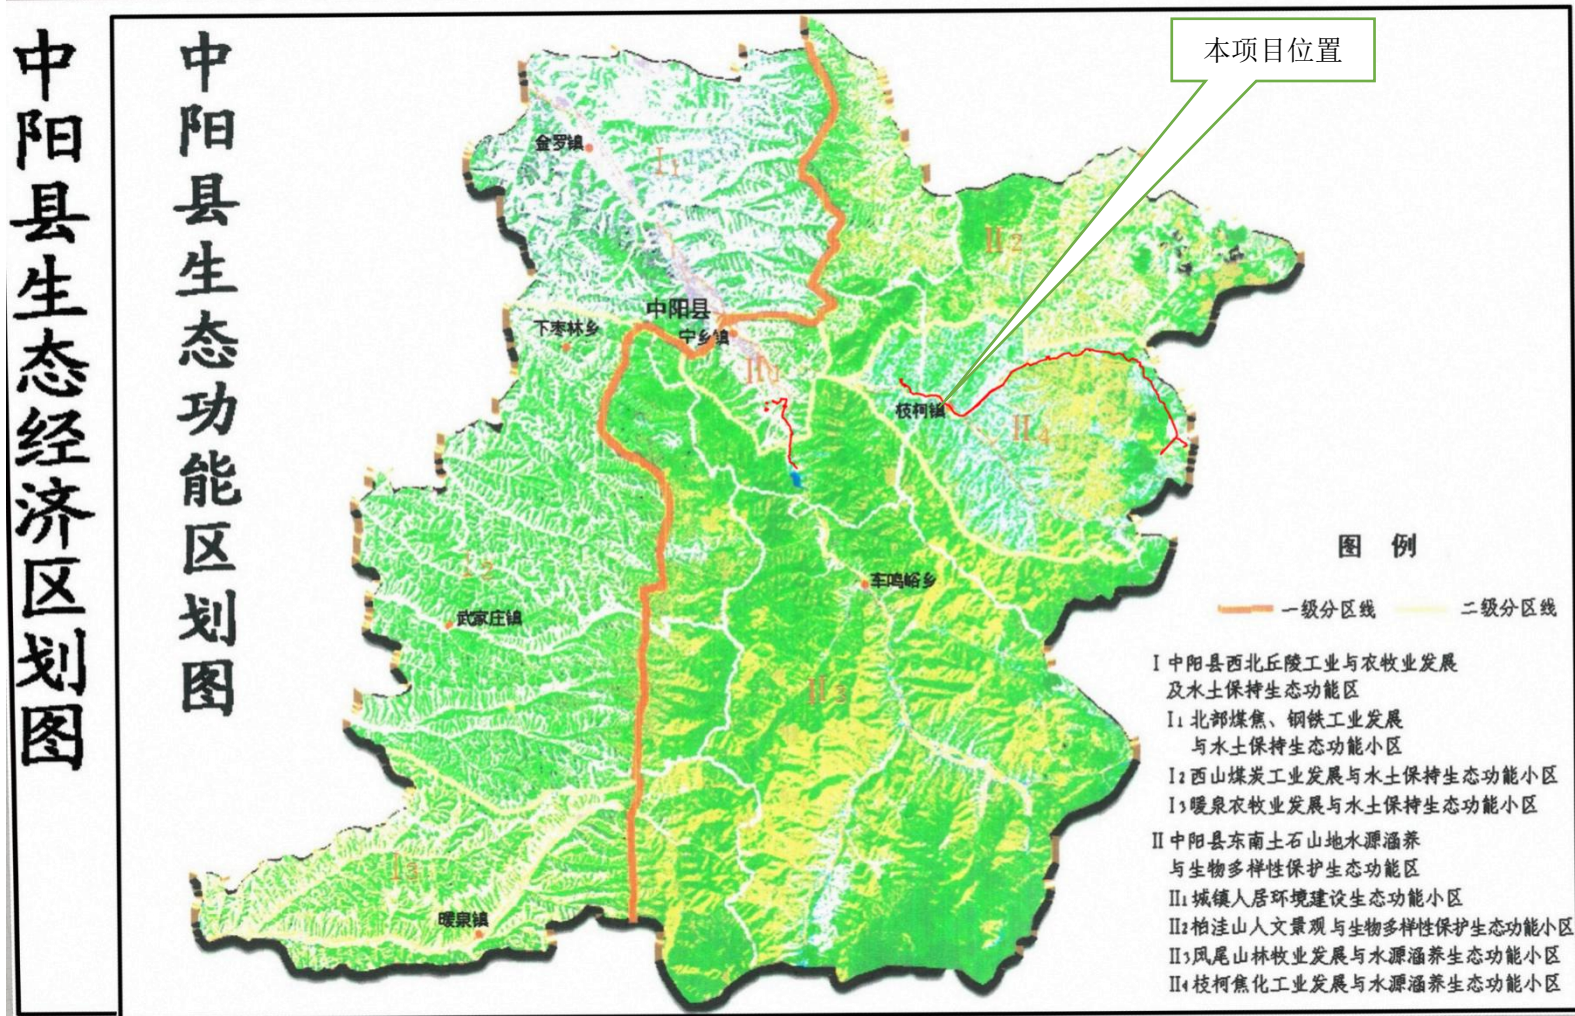 中阳县生态经济区划图
中阳县生态功能区划图
本项目位置
金罗镇
I1
II2
中阳县
下枣林乡
宁乡镇
II1
枝柯镇
II4
I2
车鸣峪乡
武家庄镇
II3
I3
暖泉镇
图 例
一级分区线
二级分区线
I 中阳县西北丘陵工业与农牧业发展
及水土保持生态功能区
I1 北部煤焦、钢铁工业发展
与水土保持生态功能小区
I2 西山煤炭工业发展与水土保持生态功能小区
I3 暖泉农牧业发展与水土保持生态功能小区
II 中阳县东南土石山地水源涵养
与生物多样性保护生态功能区
II1 城镇人居环境建设生态功能小区
II2 柏洼山人文景观与生物多样性保护生态功能小区
II3 凤尾山林牧业发展与水源涵养生态功能小区
II4 枝柯焦化工业发展与水源涵养生态功能小区